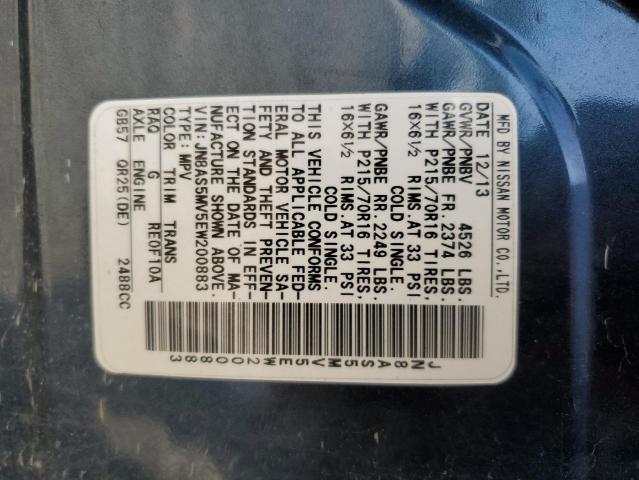 MFD BY NISSAN MOTOR CO.,LTD.
DATE 12/13
GVWR/PNBV 4526 LBS.
GAWR/PNBE FR. 2374 LBS.
WITH P215/70R16 TIRES,
16X6½ RIMS. AT 33 PSI
COLD SINGLE.
GAWR/PNBE RR. 2249 LBS.
WITH P215/70R16 TIRES,
16X6½ RIMS. AT 33 PSI
COLD SINGLE.
THIS VEHICLE CONFORMS
TO ALL APPLICABLE FED-
ERAL MOTOR VEHICLE SA-
FETY AND THEFT PREVEN-
TION STANDARDS IN EFF-
ECT ON THE DATE OF MA-
NUFACTURE SHOWN ABOVE.
VIN: JN8AS5MV5EW200883
TYPE: MPV
COLOR TRIM TRANS
RAQ G RE0F10A
AXLE ENGINE
GB57 QR25(DE) 2488CC
JN8AS5MV5EW200883